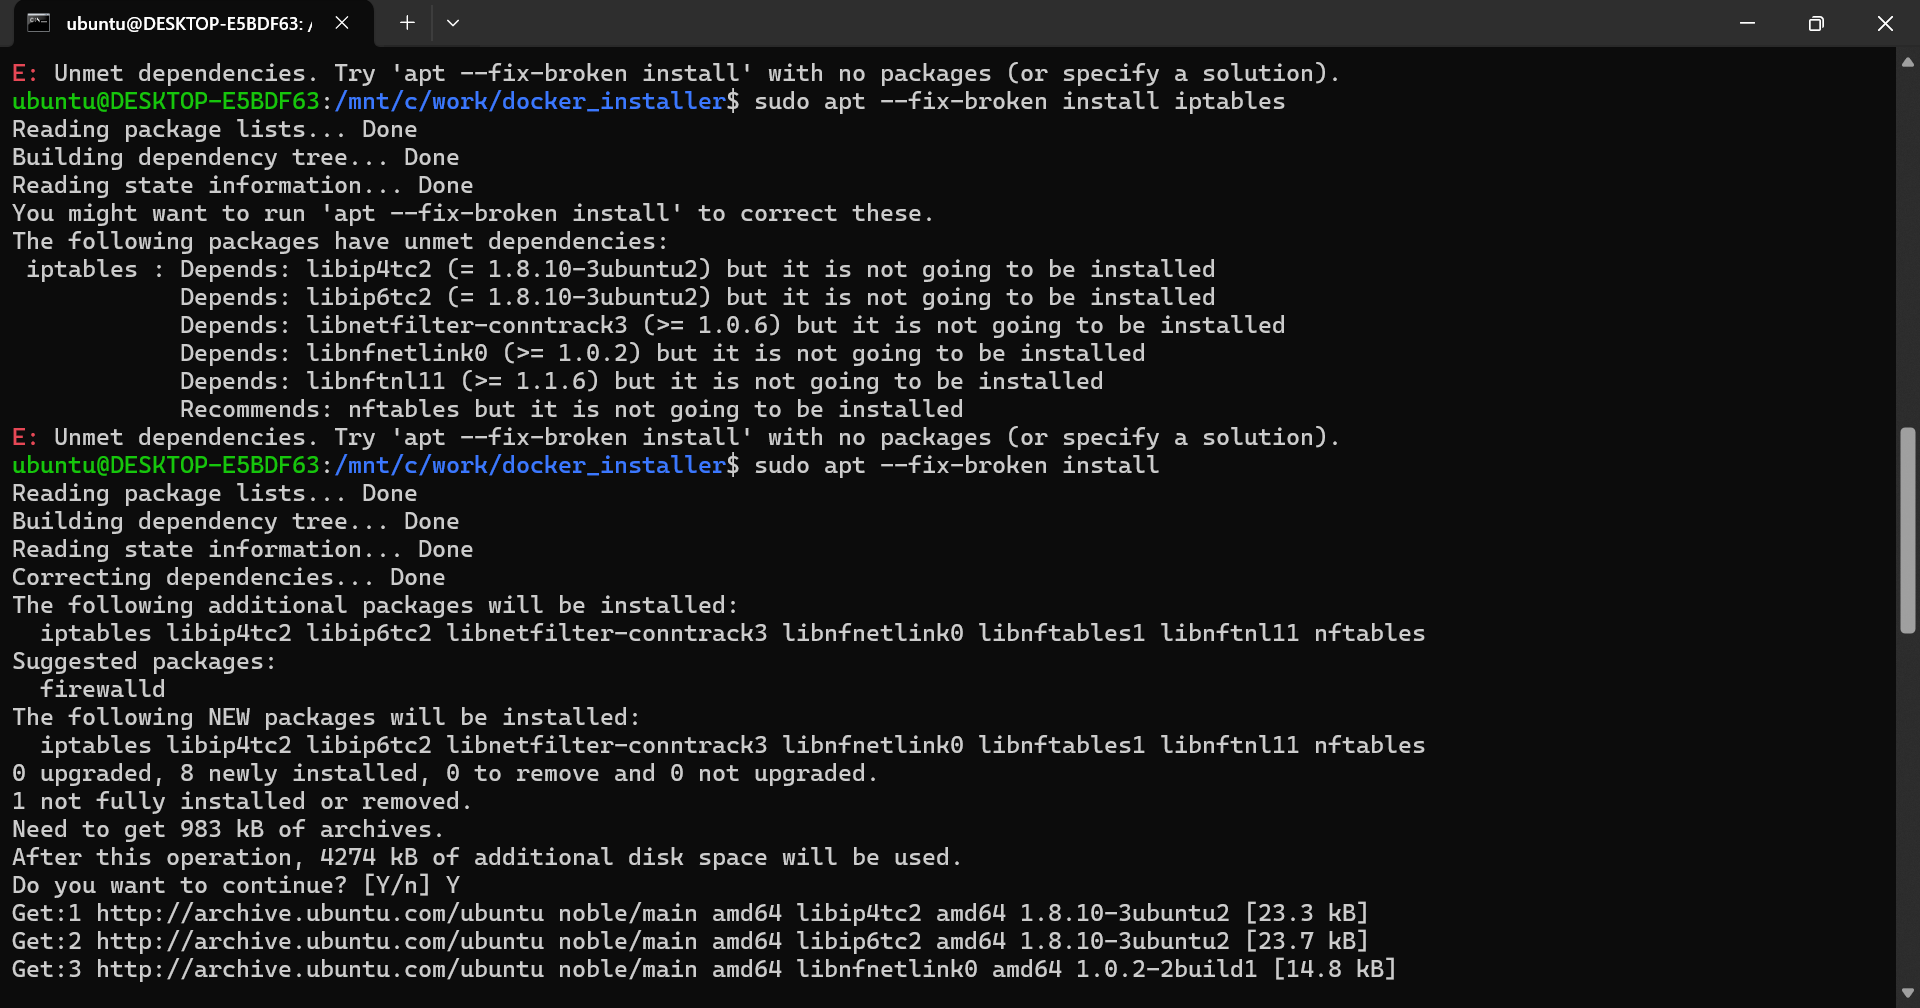 ubuntu@DESKTOP-E5BDF63: /
E: Unmet dependencies. Try 'apt --fix-broken install' with no packages (or specify a solution).
ubuntu@DESKTOP-E5BDF63:/mnt/c/work/docker_installer$ sudo apt --fix-broken install iptables
Reading package lists... Done
Building dependency tree... Done
Reading state information... Done
You might want to run 'apt --fix-broken install' to correct these.
The following packages have unmet dependencies:
 iptables : Depends: libip4tc2 (= 1.8.10-3ubuntu2) but it is not going to be installed
            Depends: libip6tc2 (= 1.8.10-3ubuntu2) but it is not going to be installed
            Depends: libnetfilter-conntrack3 (>= 1.0.6) but it is not going to be installed
            Depends: libnfnetlink0 (>= 1.0.2) but it is not going to be installed
            Depends: libnftnl11 (>= 1.1.6) but it is not going to be installed
            Recommends: nftables but it is not going to be installed
E: Unmet dependencies. Try 'apt --fix-broken install' with no packages (or specify a solution).
ubuntu@DESKTOP-E5BDF63:/mnt/c/work/docker_installer$ sudo apt --fix-broken install
Reading package lists... Done
Building dependency tree... Done
Reading state information... Done
Correcting dependencies... Done
The following additional packages will be installed:
  iptables libip4tc2 libip6tc2 libnetfilter-conntrack3 libnfnetlink0 libnftables1 libnftnl11 nftables
Suggested packages:
  firewalld
The following NEW packages will be installed:
  iptables libip4tc2 libip6tc2 libnetfilter-conntrack3 libnfnetlink0 libnftables1 libnftnl11 nftables
0 upgraded, 8 newly installed, 0 to remove and 0 not upgraded.
1 not fully installed or removed.
Need to get 983 kB of archives.
After this operation, 4274 kB of additional disk space will be used.
Do you want to continue? [Y/n] Y
Get:1 http://archive.ubuntu.com/ubuntu noble/main amd64 libip4tc2 amd64 1.8.10-3ubuntu2 [23.3 kB]
Get:2 http://archive.ubuntu.com/ubuntu noble/main amd64 libip6tc2 amd64 1.8.10-3ubuntu2 [23.7 kB]
Get:3 http://archive.ubuntu.com/ubuntu noble/main amd64 libnfnetlink0 amd64 1.0.2-2build1 [14.8 kB]